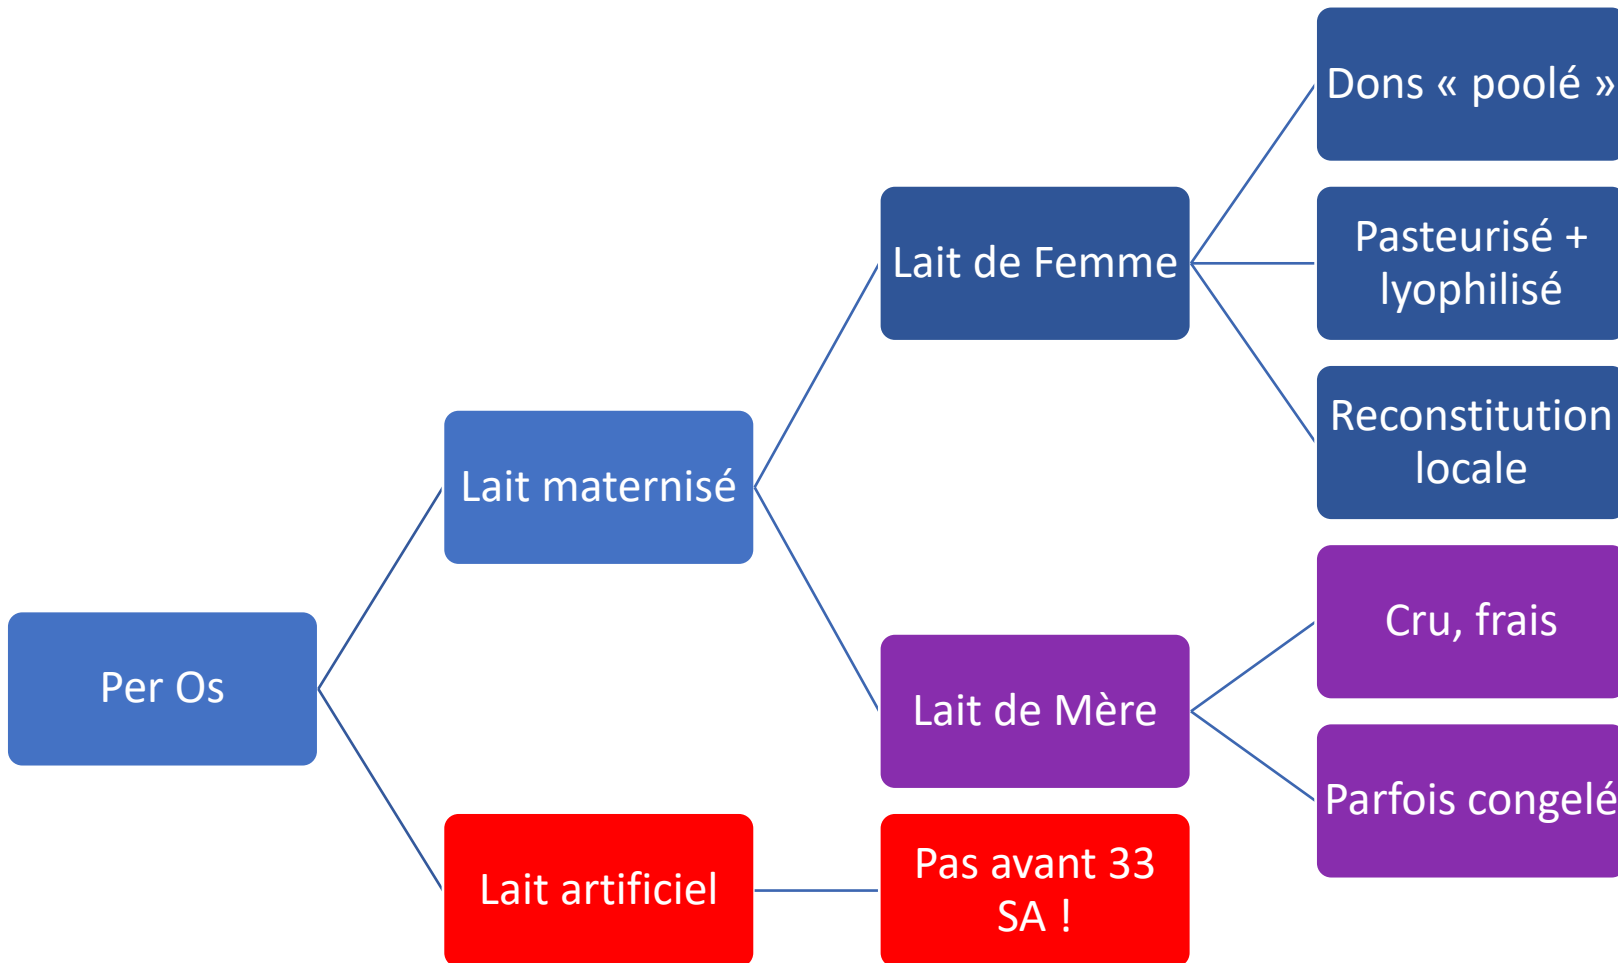 Dons « poolé »
Pasteurisé +
lyophilisé
Lait de Femme
Reconstitution
locale
Lait maternisé
Cru, frais
Per Os
Lait de Mère
Parfois congelé
Lait artificiel
Pas avant 33
SA !